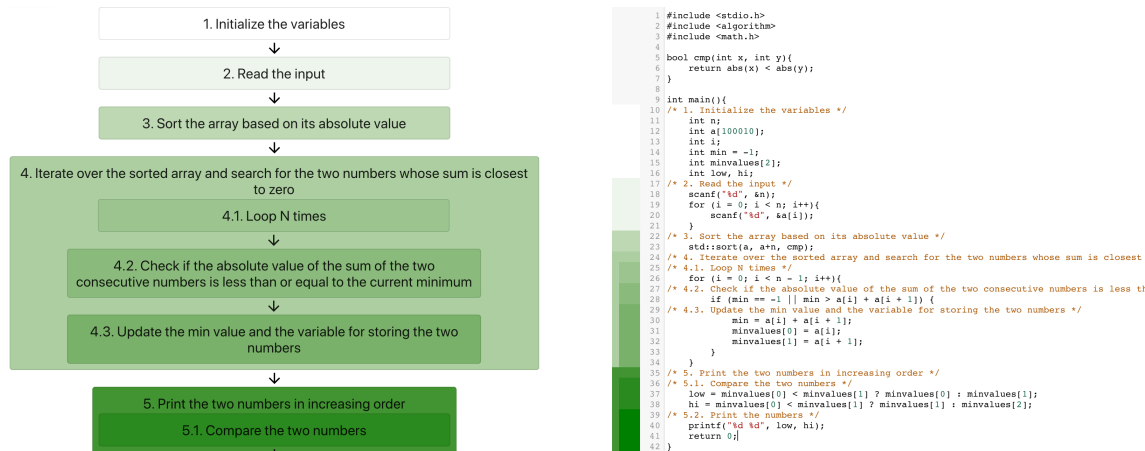 1. Initialize the variables
2. Read the input
3. Sort the array based on its absolute value
4. Iterate over the sorted array and search for the two numbers whose sum is closest
to zero
4.1. Loop N times
4.2. Check if the absolute value of the sum of the two
consecutive numbers is less than or equal to the current minimum
4.3. Update the min value and the variable for storing the two
numbers
5. Print the two numbers in increasing order
5.1. Compare the two numbers
1 #include <stdio.h>
2 #include <algorithm>
3 #include <math.h>
4
5 bool cmp(int x, int y){
6     return abs(x) < abs(y);
7 }
8
9 int main(){
10 /* 1. Initialize the variables */
11     int n;
12     int a[100010];
13     int i;
14     int min = -1;
15     int minvalues[2];
16     int low, hi;
17 /* 2. Read the input */
18     scanf("%d", &n);
19     for (i = 0; i < n; i++){
20         scanf("%d", &a[i]);
21     }
22 /* 3. Sort the array based on its absolute value */
23     std::sort(a, a+n, cmp);
24 /* 4. Iterate over the sorted array and search for the two numbers whose sum is closest
25 /* 4.1. Loop N times */
26     for (i = 0; i < n - 1; i++){
27 /* 4.2. Check if the absolute value of the sum of the two consecutive numbers is less th
28         if (min == -1 || min > a[i] + a[i + 1]) {
29 /* 4.3. Update the min value and the variable for storing the two numbers */
30             min = a[i] + a[i + 1];
31             minvalues[0] = a[i];
32             minvalues[1] = a[i + 1];
33         }
34     }
35 /* 5. Print the two numbers in increasing order */
36 /* 5.1. Compare the two numbers */
37     low = minvalues[0] < minvalues[1] ? minvalues[0] : minvalues[1];
38     hi = minvalues[0] < minvalues[1] ? minvalues[1] : minvalues[2];
39 /* 5.2. Print the numbers */
40     printf("%d %d", low, hi);
41     return 0;
42 }